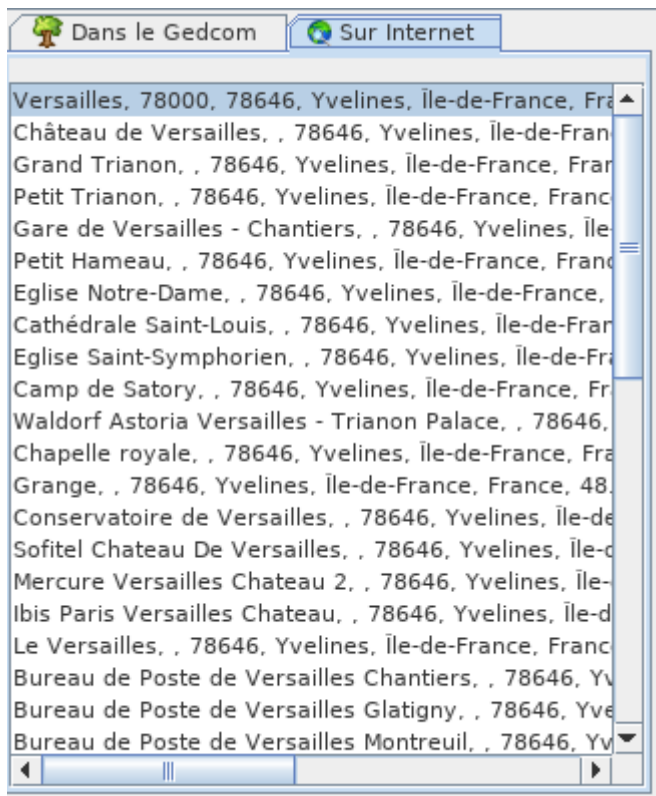 Dans le Gedcom
Sur Internet
Versailles, 78000, 78646, Yvelines, Île-de-France, Fra
Château de Versailles, , 78646, Yvelines, Île-de-Fran
Grand Trianon, , 78646, Yvelines, Île-de-France, Fran
Petit Trianon, , 78646, Yvelines, Île-de-France, Franc
Gare de Versailles - Chantiers, , 78646, Yvelines, Île-
Petit Hameau, , 78646, Yvelines, Île-de-France, Franc
Eglise Notre-Dame, , 78646, Yvelines, Île-de-France,
Cathédrale Saint-Louis, , 78646, Yvelines, Île-de-Fran
Eglise Saint-Symphorien, , 78646, Yvelines, Île-de-Fra
Camp de Satory, , 78646, Yvelines, Île-de-France, Fr
Waldorf Astoria Versailles - Trianon Palace, , 78646,
Chapelle royale, , 78646, Yvelines, Île-de-France, Fra
Grange, , 78646, Yvelines, Île-de-France, France, 48.
Conservatoire de Versailles, , 78646, Yvelines, Île-de
Sofitel Chateau De Versailles, , 78646, Yvelines, Île-d
Mercure Versailles Chateau 2, , 78646, Yvelines, Île-
Ibis Paris Versailles Chateau, , 78646, Yvelines, Île-d
Le Versailles, , 78646, Yvelines, Île-de-France, Franc
Bureau de Poste de Versailles Chantiers, , 78646, Yv
Bureau de Poste de Versailles Glatigny, , 78646, Yve
Bureau de Poste de Versailles Montreuil, , 78646, Yv